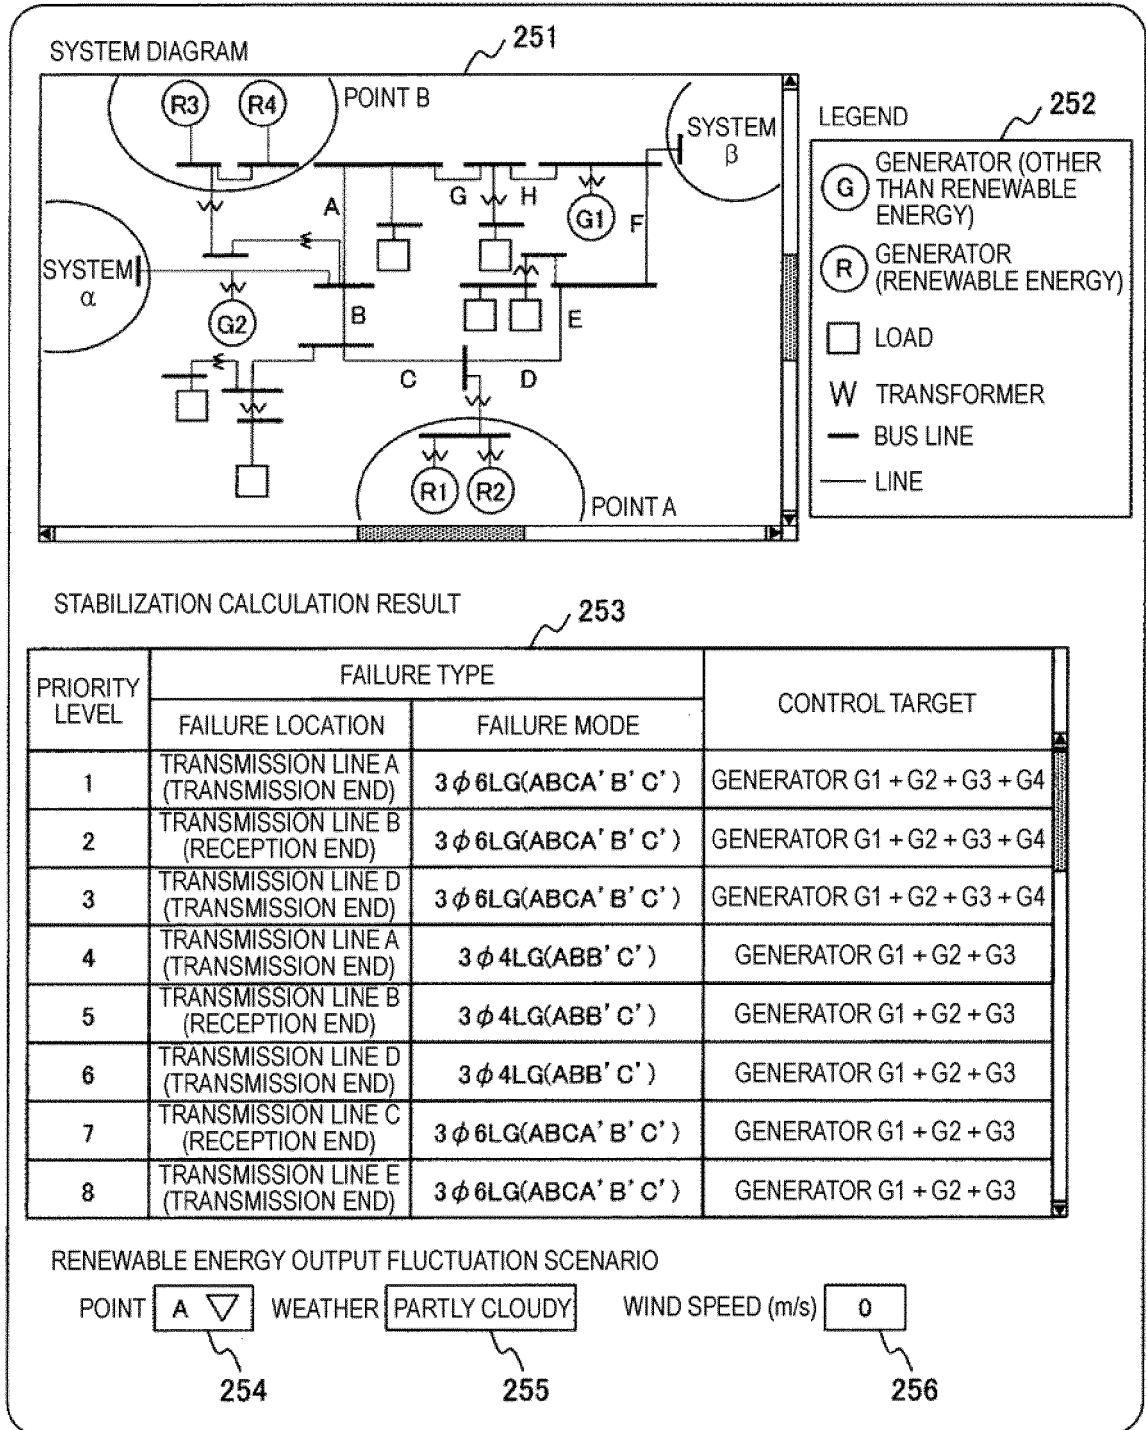 SYSTEM DIAGRAM
251
R3
R4
POINT B
SYSTEM
β
A
G
H
G1
F
SYSTEM
α
G2
B
E
C
D
R1
R2
POINT A
LEGEND
252
G
GENERATOR (OTHER
THAN RENEWABLE
ENERGY)
R
GENERATOR
(RENEWABLE ENERGY)
LOAD
TRANSFORMER
BUS LINE
LINE
STABILIZATION CALCULATION RESULT
253
PRIORITY
LEVEL
FAILURE TYPE
CONTROL TARGET
FAILURE LOCATION
FAILURE MODE
1
TRANSMISSION LINE A
(TRANSMISSION END)
3φ6LG(ABCA'B'C')
GENERATOR G1 + G2 + G3 + G4
2
TRANSMISSION LINE B
(RECEPTION END)
3φ6LG(ABCA'B'C')
GENERATOR G1 + G2 + G3 + G4
3
TRANSMISSION LINE D
(TRANSMISSION END)
3φ6LG(ABCA'B'C')
GENERATOR G1 + G2 + G3 + G4
4
TRANSMISSION LINE A
(TRANSMISSION END)
3φ4LG(ABB'C')
GENERATOR G1 + G2 + G3
5
TRANSMISSION LINE B
(RECEPTION END)
3φ4LG(ABB'C')
GENERATOR G1 + G2 + G3
6
TRANSMISSION LINE D
(TRANSMISSION END)
3φ4LG(ABB'C')
GENERATOR G1 + G2 + G3
7
TRANSMISSION LINE C
(RECEPTION END)
3φ6LG(ABCA'B'C')
GENERATOR G1 + G2 + G3
8
TRANSMISSION LINE E
(TRANSMISSION END)
3φ6LG(ABCA'B'C')
GENERATOR G1 + G2 + G3
RENEWABLE ENERGY OUTPUT FLUCTUATION SCENARIO
POINT A ▽ WEATHER PARTLY CLOUDY WIND SPEED (m/s) 0
254
255
256